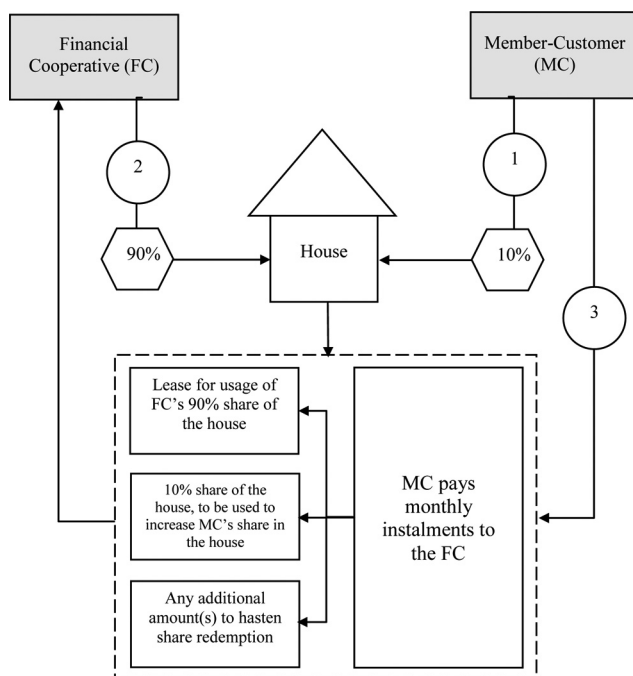 Financial
Cooperative (FC)
Member-Customer
(MC)
2
1
90%
House
10%
3
Lease for usage of
FC’s 90% share of
the house
10% share of the
house, to be used to
increase MC’s share in
the house
Any additional
amount(s) to hasten
share redemption
MC pays
monthly
instalments to
the FC